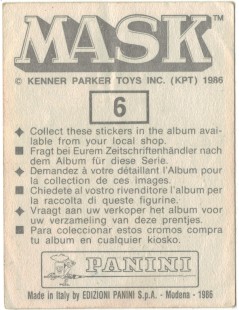 MASK™
© KENNER PARKER TOYS INC. (KPT) 1986
6
◆ Collect these stickers in the album avai-
lable from your local shop.
■ Fragt bei Eurem Zeitschriftenhändler nach
dem Album für diese Serie.
◆ Demandez à votre détaillant l'Album pour
la collection de ces images.
■ Chiedete al vostro rivenditore l'album per
la raccolta di queste figurine.
◆ Vraagt aan uw verkoper het album voor
uw verzameling van deze prentjes.
■ Para coleccionar estos cromos compra
tu album en cualquier kiosko.
PANINI
Made in Italy by EDIZIONI PANINI S.p.A. - Modena - 1986